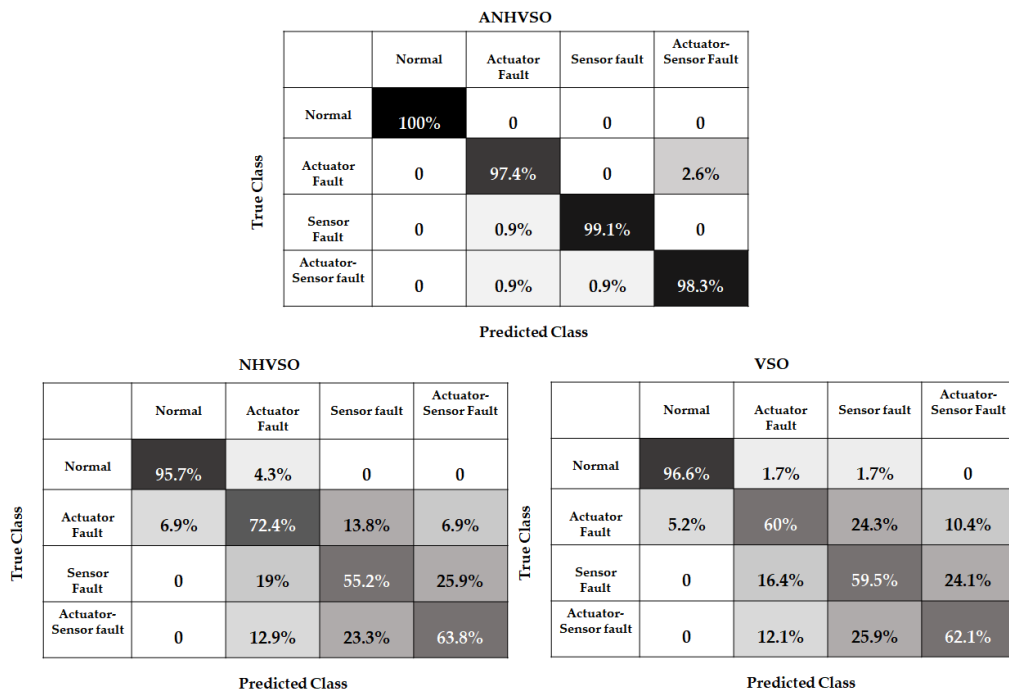 ANHVSO
Normal
Actuator
Fault
Sensor fault
Actuator-
Sensor Fault
Normal
100%
0
0
0
Actuator
Fault
0
97.4%
0
2.6%
Sensor
Fault
0
0.9%
99.1%
0
Actuator-
Sensor fault
0
0.9%
0.9%
98.3%
True Class
Predicted Class
NHVSO
Normal
Actuator
Fault
Sensor fault
Actuator-
Sensor Fault
Normal
95.7%
4.3%
0
0
Actuator
Fault
6.9%
72.4%
13.8%
6.9%
Sensor
Fault
0
19%
55.2%
25.9%
Actuator-
Sensor fault
0
12.9%
23.3%
63.8%
True Class
Predicted Class
VSO
Normal
Actuator
Fault
Sensor fault
Actuator-
Sensor Fault
Normal
96.6%
1.7%
1.7%
0
Actuator
Fault
5.2%
60%
24.3%
10.4%
Sensor
Fault
0
16.4%
59.5%
24.1%
Actuator-
Sensor fault
0
12.1%
25.9%
62.1%
True Class
Predicted Class